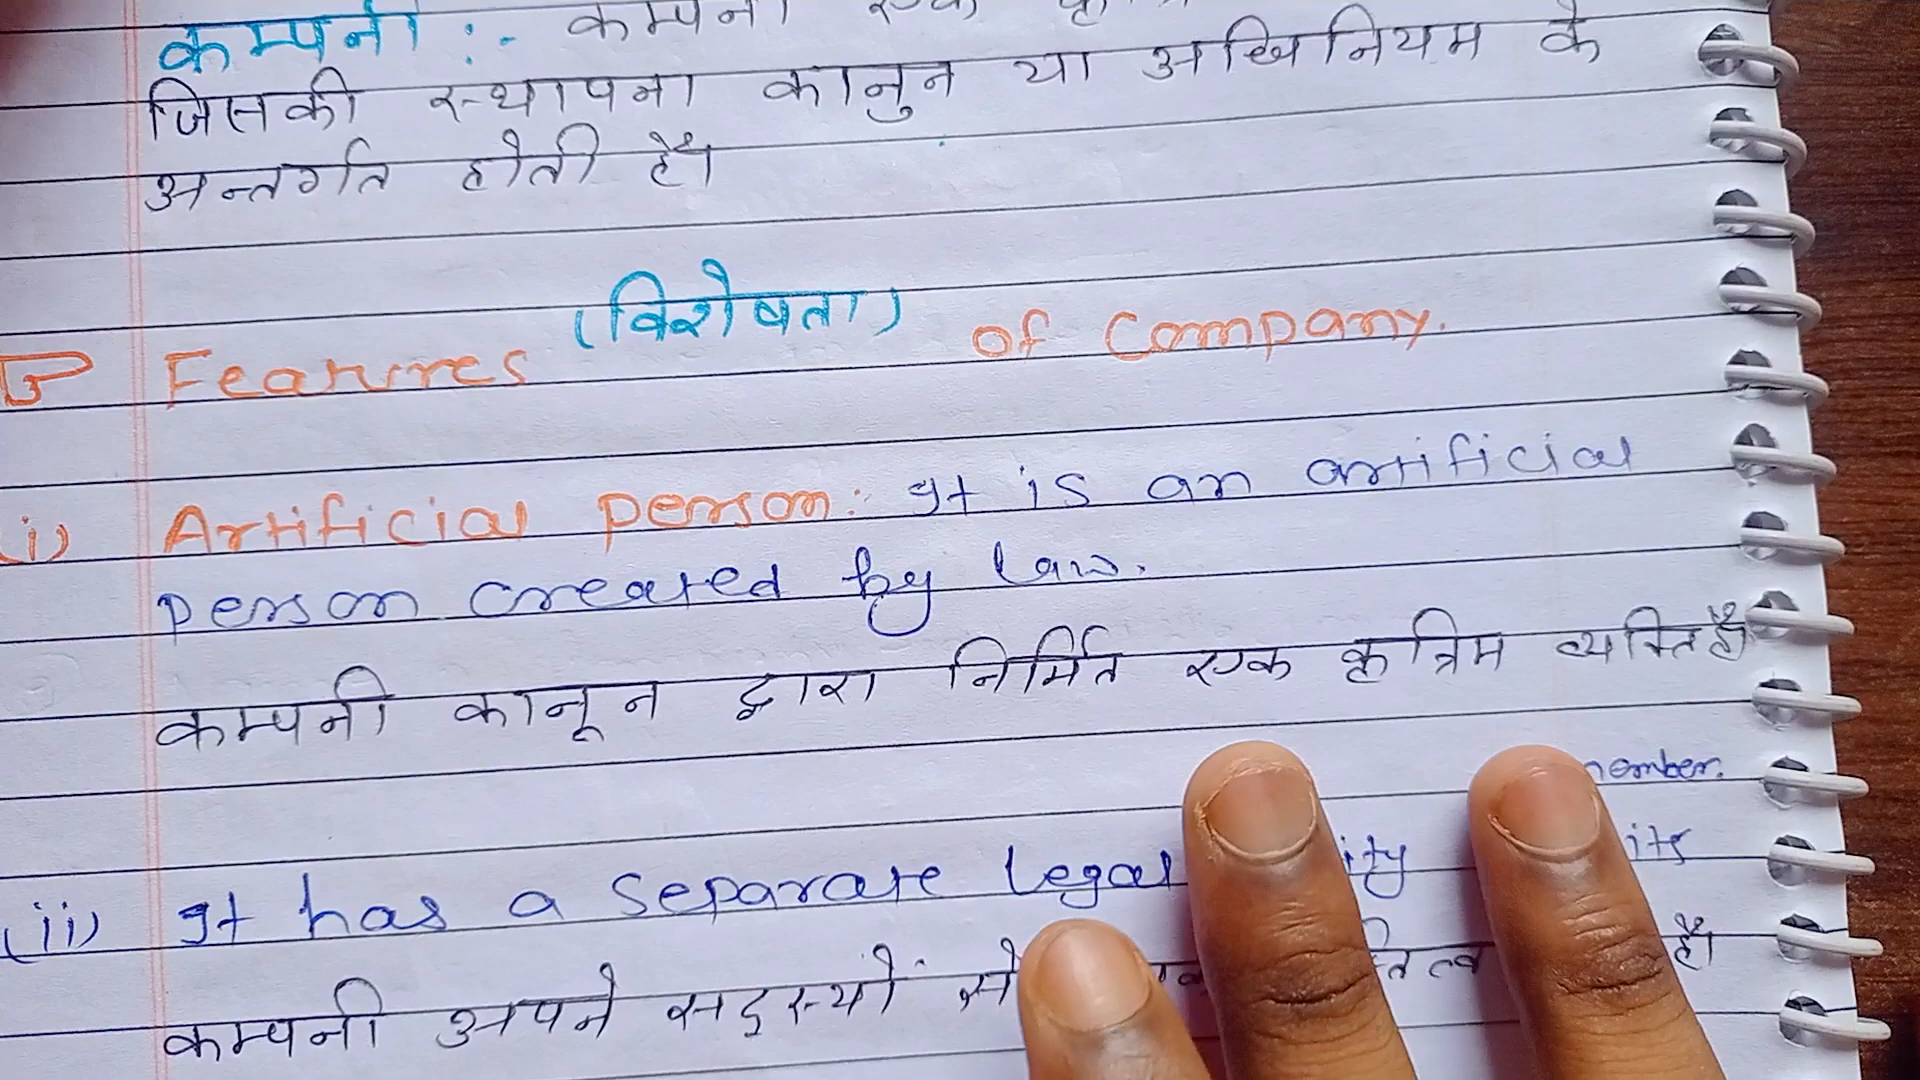 कम्पनी :- कम्पनी एक
जिसकी स्थापना कानुन या अधिनियम के
अन्तर्गत होती है।
Features (विशेषता) of Company.
(i) Artificial person: It is an artificial
person created by law.
कम्पनी कानून द्वारा निर्मित एक कृत्रिम व्यक्ति है।
member.
(ii) It has a separate legal its
कम्पनी अपने सदस्यों से है।